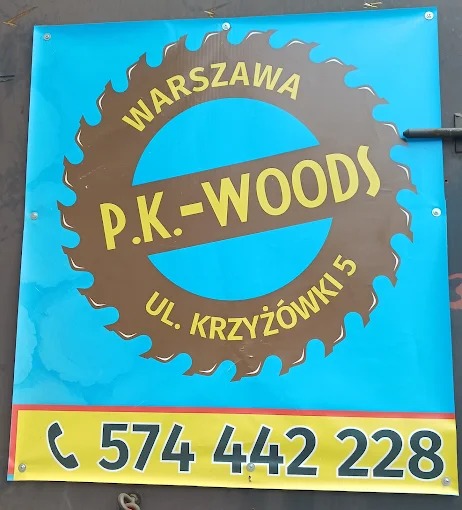 WARSZAWA
P.K.-WOODS
UL. KRZYŻÓWKI 5
574 442 228